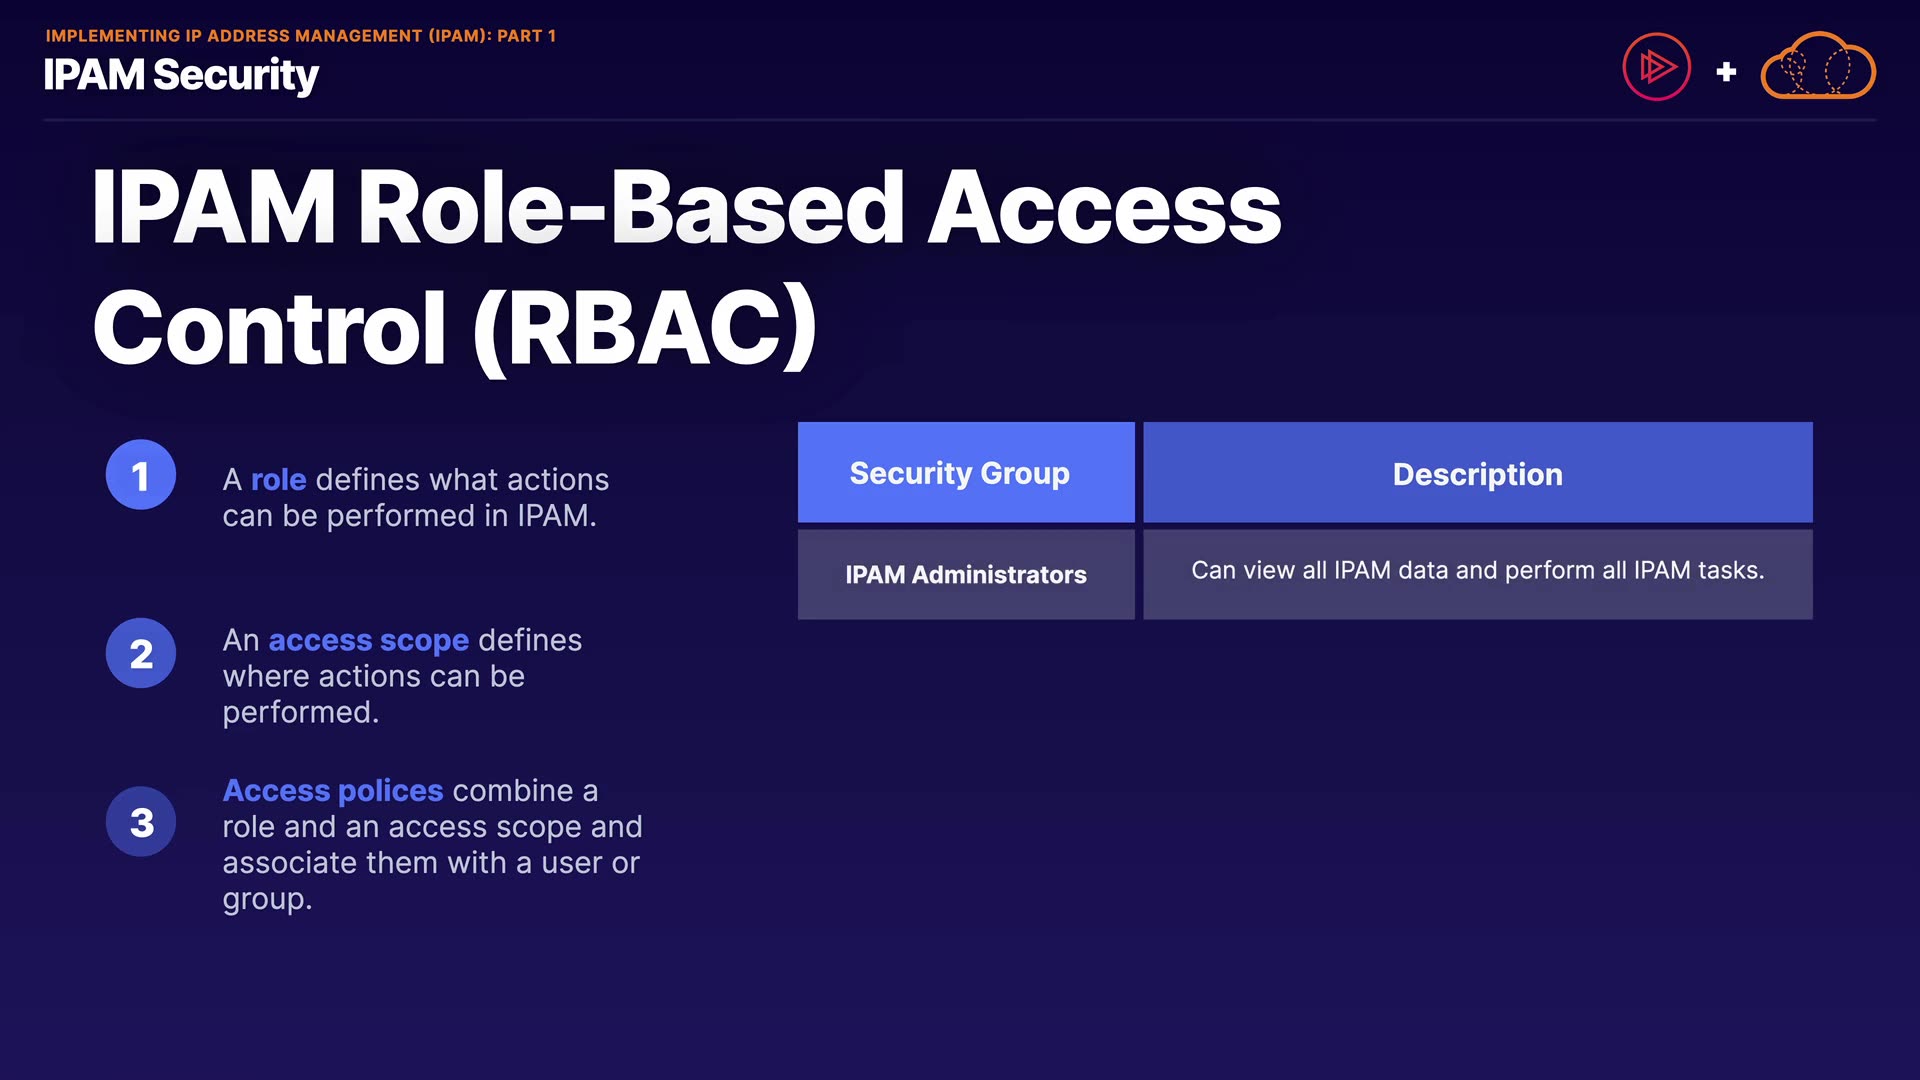 IMPLEMENTING IP ADDRESS MANAGEMENT (IPAM): PART 1
IPAM Security
+
IPAM Role-Based Access
Control (RBAC)
1
A role defines what actions
can be performed in IPAM.
2
An access scope defines
where actions can be
performed.
3
Access polices combine a
role and an access scope and
associate them with a user or
group.
Security Group
Description
IPAM Administrators
Can view all IPAM data and perform all IPAM tasks.